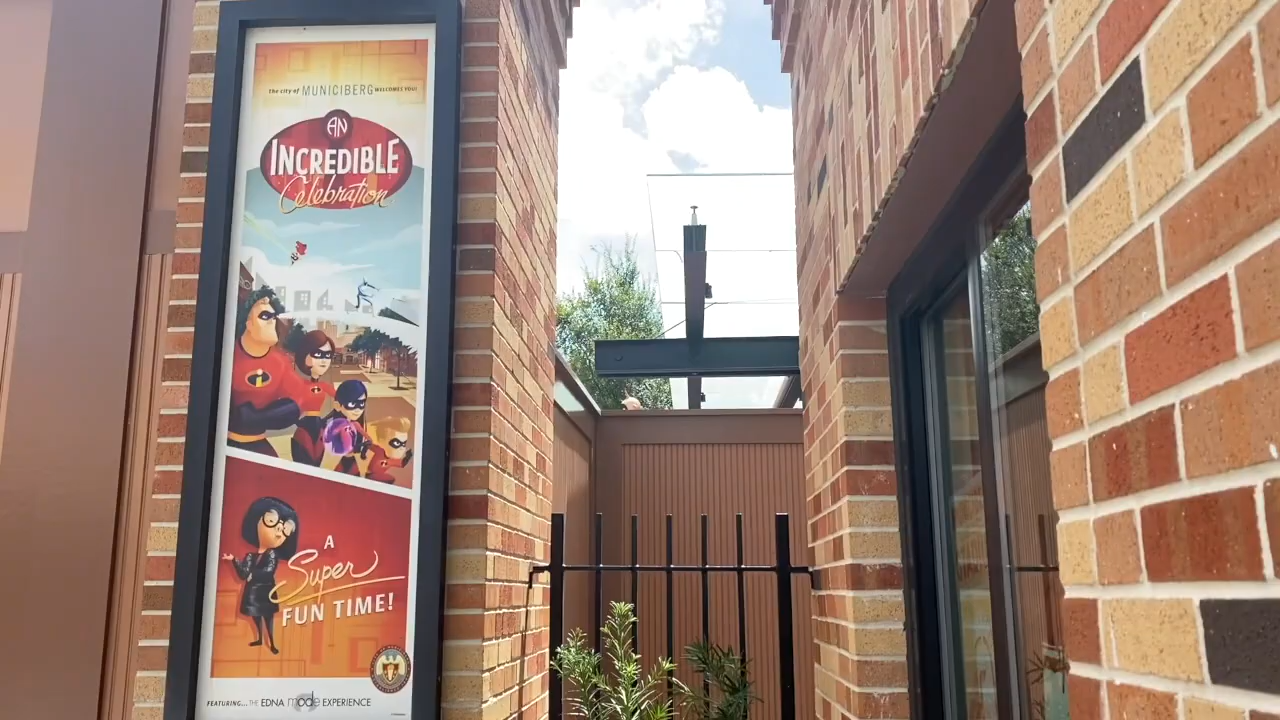 The city of MUNICIBERG WELCOMES YOU!
AN
INCREDIBLE
Celebration
A
Super
FUN TIME!
FEATURING... THE EDNA mode EXPERIENCE